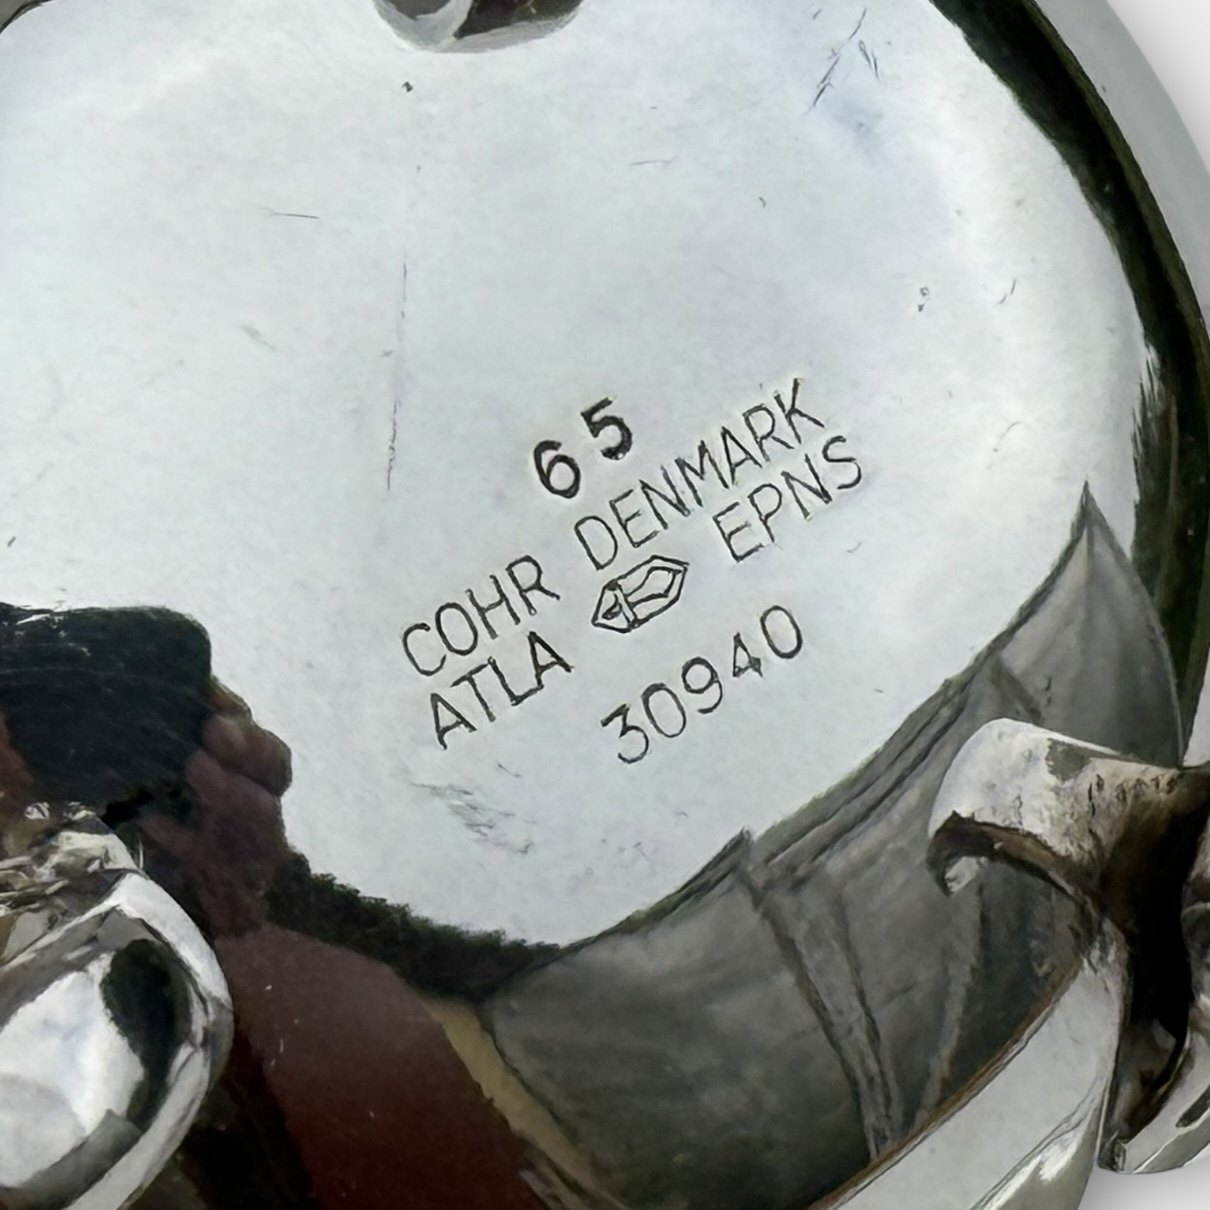 65
COHR DENMARK
ATLA EPNS
30940